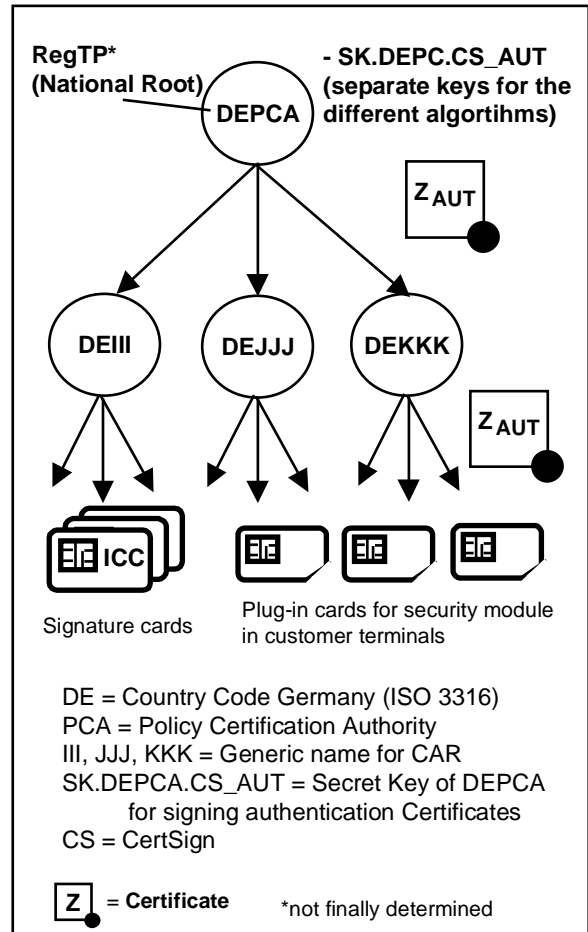 RegTP*
(National Root)
- SK.DEPC.CS_AUT
(separate keys for the
different algortihms)
DEPCA
Z AUT
DEIII
DEJJJ
DEKKK
Z AUT
ICC
Signature cards
Plug-in cards for security module
in customer terminals
DE = Country Code Germany (ISO 3316)
PCA = Policy Certification Authority
III, JJJ, KKK = Generic name for CAR
SK.DEPCA.CS_AUT = Secret Key of DEPCA
for signing authentication Certificates
CS = CertSign
Z = Certificate
*not finally determined